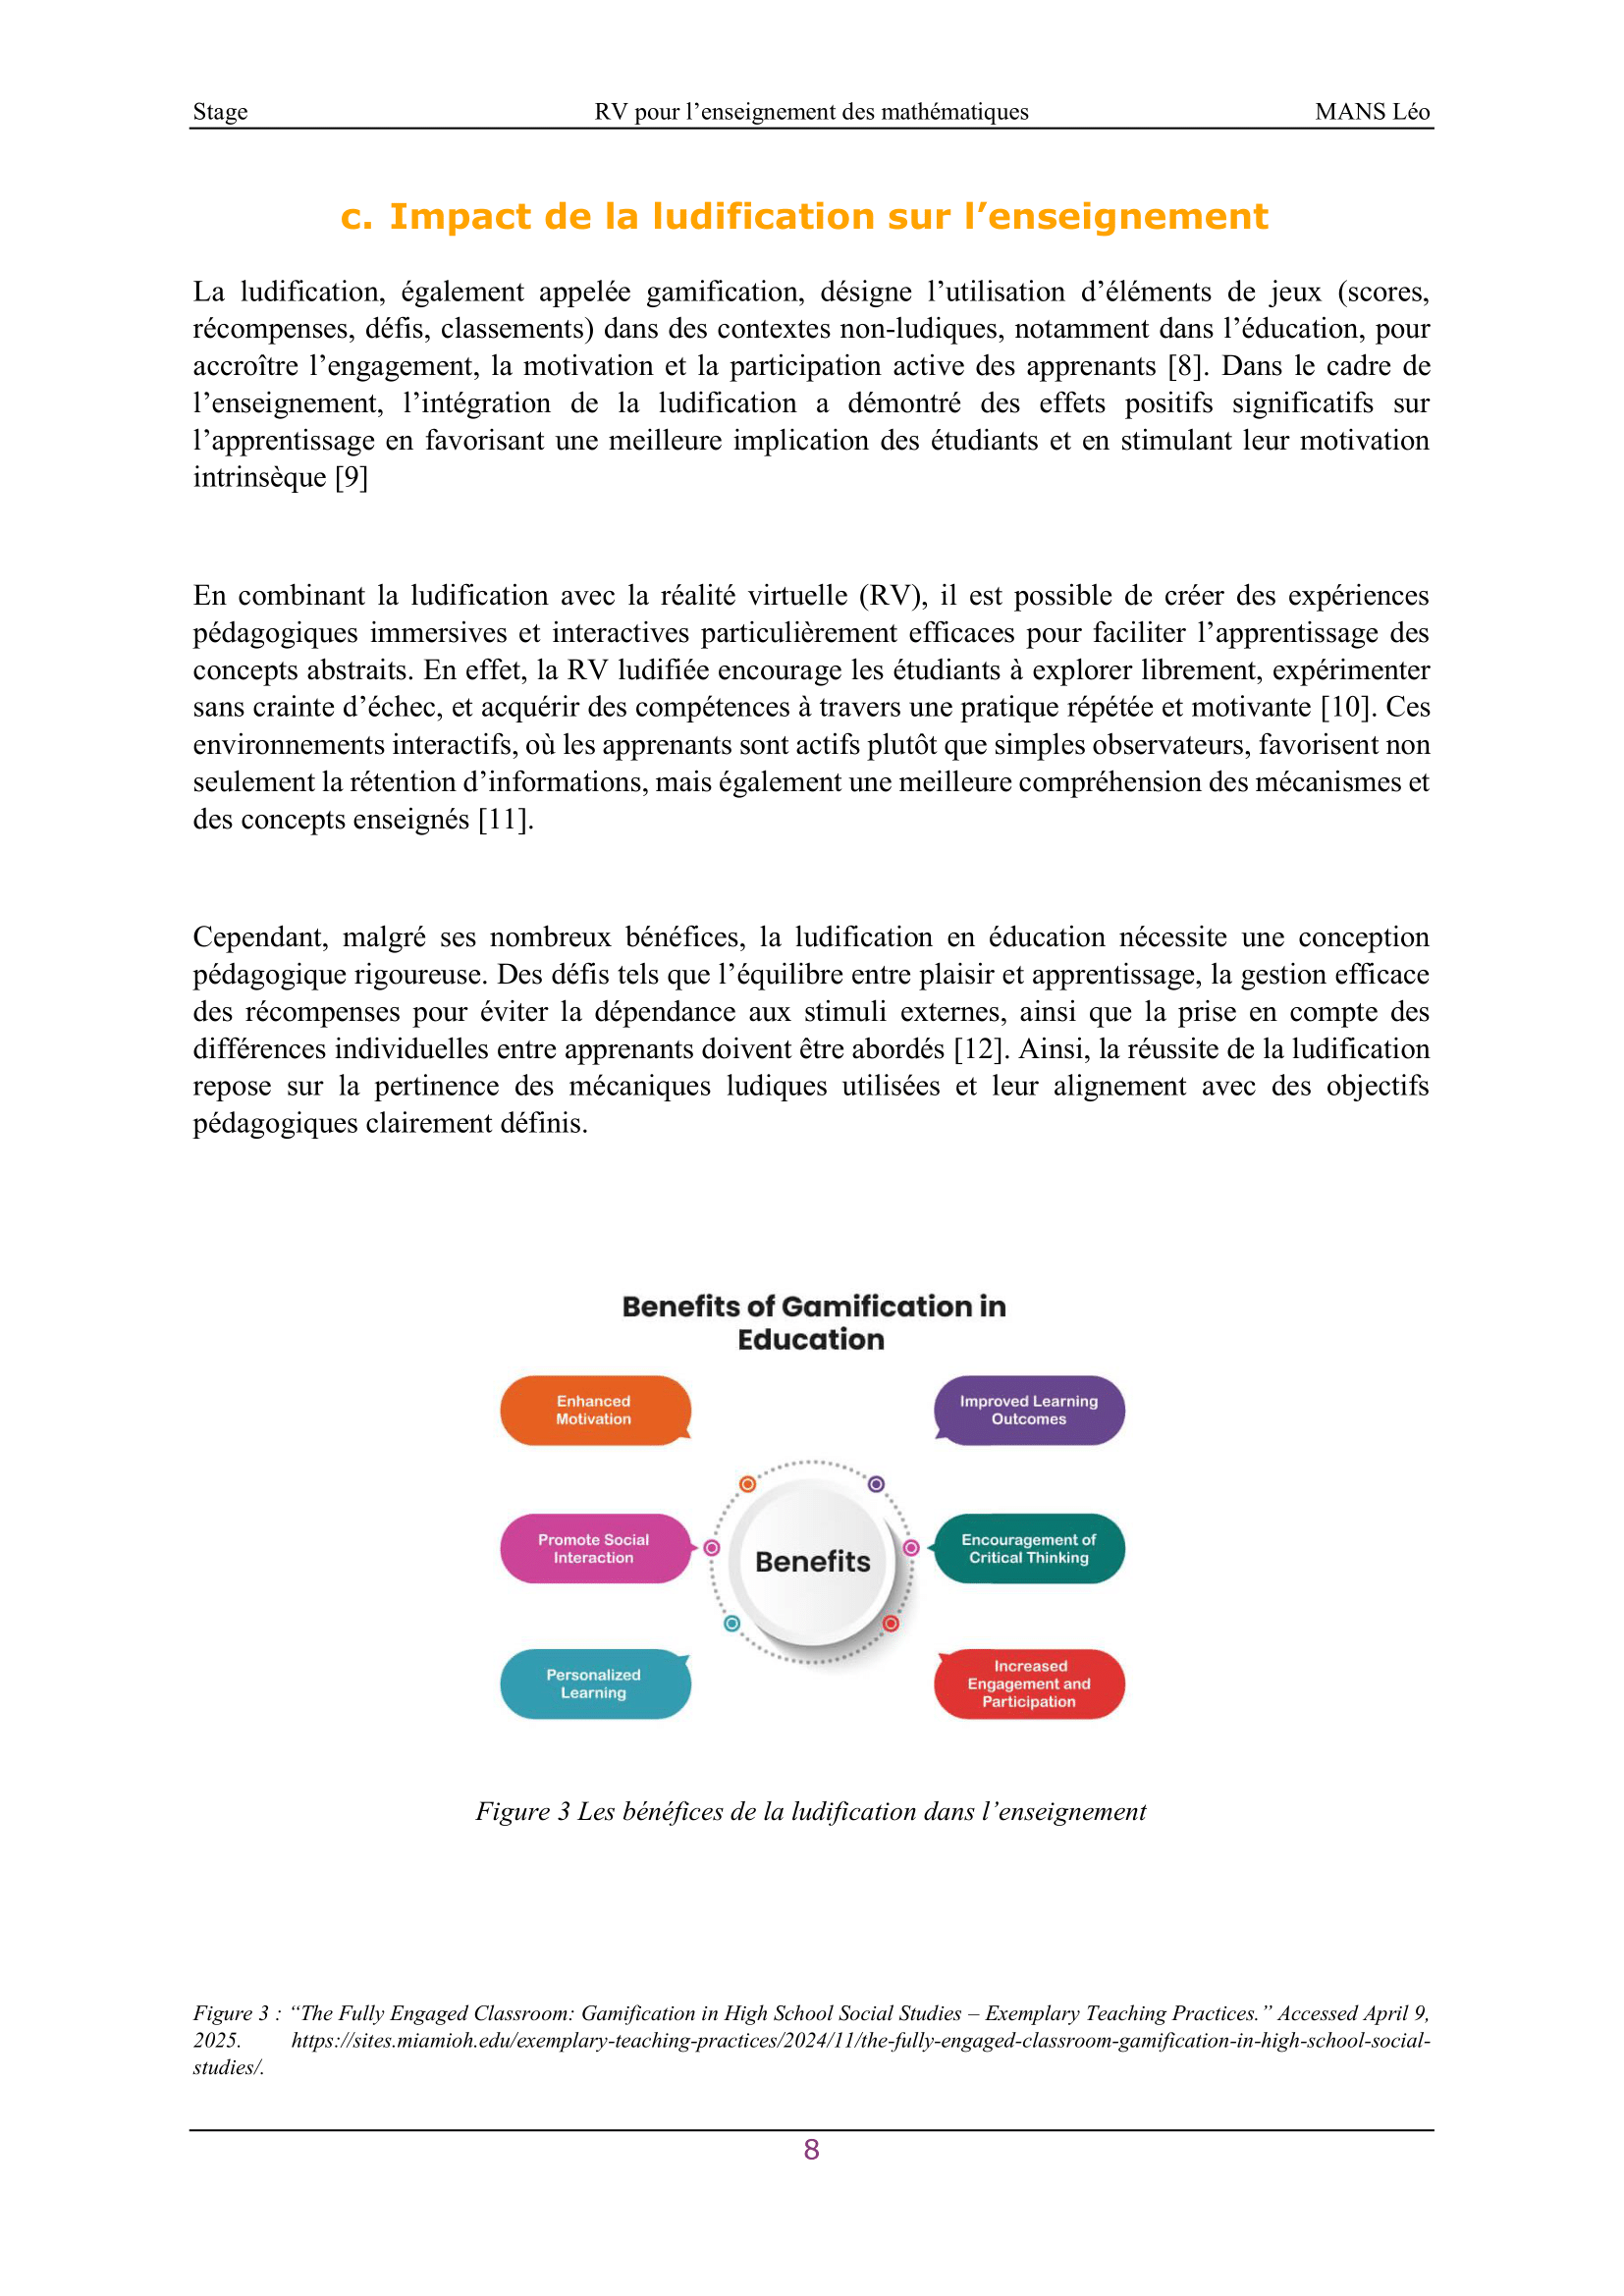 Stage RV pour l’enseignement des mathématiques MANS Léo
c. Impact de la ludification sur l’enseignement
La ludification, également appelée gamification, désigne l’utilisation d’éléments de jeux (scores,
récompenses, défis, classements) dans des contextes non-ludiques, notamment dans l’éducation, pour
accroître l’engagement, la motivation et la participation active des apprenants [8]. Dans le cadre de
l’enseignement, l’intégration de la ludification a démontré des effets positifs significatifs sur
l’apprentissage en favorisant une meilleure implication des étudiants et en stimulant leur motivation
intrinsèque [9]
En combinant la ludification avec la réalité virtuelle (RV), il est possible de créer des expériences
pédagogiques immersives et interactives particulièrement efficaces pour faciliter l’apprentissage des
concepts abstraits. En effet, la RV ludifiée encourage les étudiants à explorer librement, expérimenter
sans crainte d’échec, et acquérir des compétences à travers une pratique répétée et motivante [10]. Ces
environnements interactifs, où les apprenants sont actifs plutôt que simples observateurs, favorisent non
seulement la rétention d’informations, mais également une meilleure compréhension des mécanismes et
des concepts enseignés [11].
Cependant, malgré ses nombreux bénéfices, la ludification en éducation nécessite une conception
pédagogique rigoureuse. Des défis tels que l’équilibre entre plaisir et apprentissage, la gestion efficace
des récompenses pour éviter la dépendance aux stimuli externes, ainsi que la prise en compte des
différences individuelles entre apprenants doivent être abordés [12]. Ainsi, la réussite de la ludification
repose sur la pertinence des mécaniques ludiques utilisées et leur alignement avec des objectifs
pédagogiques clairement définis.
Benefits of Gamification in
Education
Enhanced
Motivation
Improved Learning
Outcomes
Promote Social
Interaction
Benefits
Encouragement of
Critical Thinking
Personalized
Learning
Increased
Engagement and
Participation
Figure 3 Les bénéfices de la ludification dans l’enseignement
Figure 3 : “The Fully Engaged Classroom: Gamification in High School Social Studies – Exemplary Teaching Practices.” Accessed April 9,
2025. https://sites.miamioh.edu/exemplary-teaching-practices/2024/11/the-fully-engaged-classroom-gamification-in-high-school-social-
studies/.
8